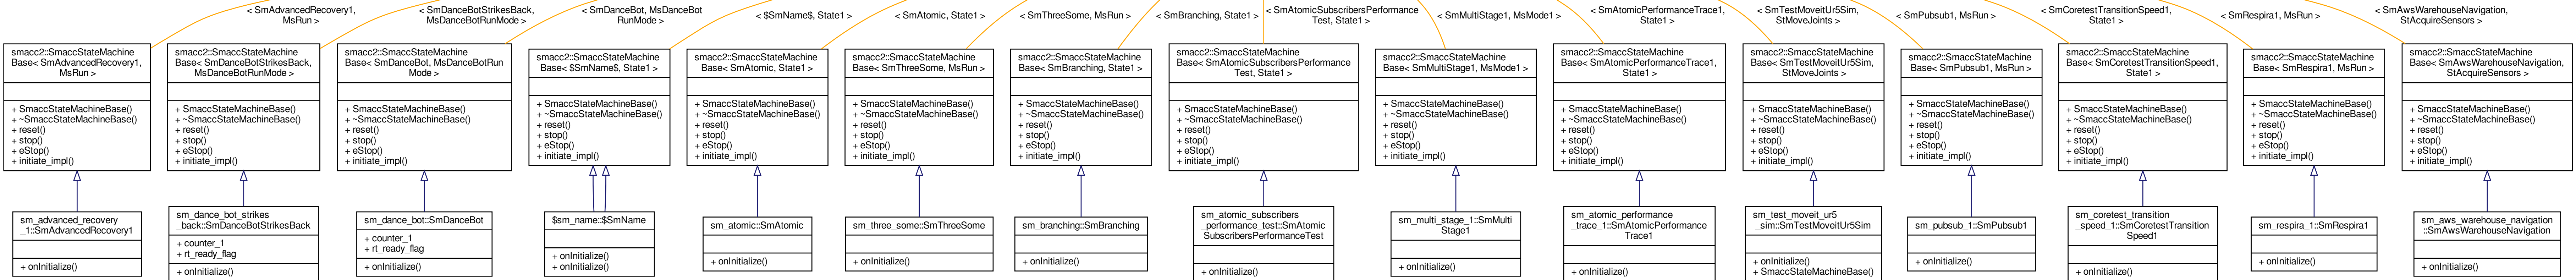 < SmAdvancedRecovery1,
MsRun >
< SmDanceBotStrikesBack,
MsDanceBotRunMode >
< SmDanceBot, MsDanceBot
RunMode >
< $SmName$, State1 >
< SmAtomic, State1 >
< SmThreeSome, MsRun >
< SmBranching, State1 >
< SmAtomicSubscribersPerformance
Test, State1 >
< SmMultiStage1, MsMode1 >
< SmAtomicPerformanceTrace1,
State1 >
< SmTestMoveitUr5Sim,
StMoveJoints >
< SmPubsub1, MsRun >
< SmCoretestTransitionSpeed1,
State1 >
< SmRespira1, MsRun >
< SmAwsWarehouseNavigation,
StAcquireSensors >
smacc2::SmaccStateMachine
Base< SmAdvancedRecovery1,
MsRun >
+ SmaccStateMachineBase()
+ ~SmaccStateMachineBase()
+ reset()
+ stop()
+ eStop()
+ initiate_impl()
smacc2::SmaccStateMachine
Base< SmDanceBotStrikesBack,
MsDanceBotRunMode >
+ SmaccStateMachineBase()
+ ~SmaccStateMachineBase()
+ reset()
+ stop()
+ eStop()
+ initiate_impl()
smacc2::SmaccStateMachine
Base< SmDanceBot, MsDanceBotRun
Mode >
+ SmaccStateMachineBase()
+ ~SmaccStateMachineBase()
+ reset()
+ stop()
+ eStop()
+ initiate_impl()
smacc2::SmaccStateMachine
Base< $SmName$, State1 >
+ SmaccStateMachineBase()
+ ~SmaccStateMachineBase()
+ reset()
+ stop()
+ eStop()
+ initiate_impl()
smacc2::SmaccStateMachine
Base< SmAtomic, State1 >
+ SmaccStateMachineBase()
+ ~SmaccStateMachineBase()
+ reset()
+ stop()
+ eStop()
+ initiate_impl()
smacc2::SmaccStateMachine
Base< SmThreeSome, MsRun >
+ SmaccStateMachineBase()
+ ~SmaccStateMachineBase()
+ reset()
+ stop()
+ eStop()
+ initiate_impl()
smacc2::SmaccStateMachine
Base< SmBranching, State1 >
+ SmaccStateMachineBase()
+ ~SmaccStateMachineBase()
+ reset()
+ stop()
+ eStop()
+ initiate_impl()
smacc2::SmaccStateMachine
Base< SmAtomicSubscribersPerformance
Test, State1 >
+ SmaccStateMachineBase()
+ ~SmaccStateMachineBase()
+ reset()
+ stop()
+ eStop()
+ initiate_impl()
smacc2::SmaccStateMachine
Base< SmMultiStage1, MsMode1 >
+ SmaccStateMachineBase()
+ ~SmaccStateMachineBase()
+ reset()
+ stop()
+ eStop()
+ initiate_impl()
smacc2::SmaccStateMachine
Base< SmAtomicPerformanceTrace1,
State1 >
+ SmaccStateMachineBase()
+ ~SmaccStateMachineBase()
+ reset()
+ stop()
+ eStop()
+ initiate_impl()
smacc2::SmaccStateMachine
Base< SmTestMoveitUr5Sim,
StMoveJoints >
+ SmaccStateMachineBase()
+ ~SmaccStateMachineBase()
+ reset()
+ stop()
+ eStop()
+ initiate_impl()
smacc2::SmaccStateMachine
Base< SmPubsub1, MsRun >
+ SmaccStateMachineBase()
+ ~SmaccStateMachineBase()
+ reset()
+ stop()
+ eStop()
+ initiate_impl()
smacc2::SmaccStateMachine
Base< SmCoretestTransitionSpeed1,
State1 >
+ SmaccStateMachineBase()
+ ~SmaccStateMachineBase()
+ reset()
+ stop()
+ eStop()
+ initiate_impl()
smacc2::SmaccStateMachine
Base< SmRespira1, MsRun >
+ SmaccStateMachineBase()
+ ~SmaccStateMachineBase()
+ reset()
+ stop()
+ eStop()
+ initiate_impl()
smacc2::SmaccStateMachine
Base< SmAwsWarehouseNavigation,
StAcquireSensors >
+ SmaccStateMachineBase()
+ ~SmaccStateMachineBase()
+ reset()
+ stop()
+ eStop()
+ initiate_impl()
sm_advanced_recovery
_1::SmAdvancedRecovery1
+ onInitialize()
sm_dance_bot_strikes
_back::SmDanceBotStrikesBack
+ counter_1
+ rt_ready_flag
+ onInitialize()
sm_dance_bot::SmDanceBot
+ counter_1
+ rt_ready_flag
+ onInitialize()
$sm_name::$SmName
+ onInitialize()
+ onInitialize()
sm_atomic::SmAtomic
+ onInitialize()
sm_three_some::SmThreeSome
+ onInitialize()
sm_branching::SmBranching
+ onInitialize()
sm_atomic_subscribers
_performance_test::SmAtomic
SubscribersPerformanceTest
+ onInitialize()
sm_multi_stage_1::SmMulti
Stage1
+ onInitialize()
sm_atomic_performance
_trace_1::SmAtomicPerformance
Trace1
+ onInitialize()
sm_test_moveit_ur5
_sim::SmTestMoveitUr5Sim
+ onInitialize()
+ SmaccStateMachineBase()
sm_pubsub_1::SmPubsub1
+ onInitialize()
sm_coretest_transition
_speed_1::SmCoretestTransition
Speed1
+ onInitialize()
sm_respira_1::SmRespira1
+ onInitialize()
sm_aws_warehouse_navigation
::SmAwsWarehouseNavigation
+ onInitialize()